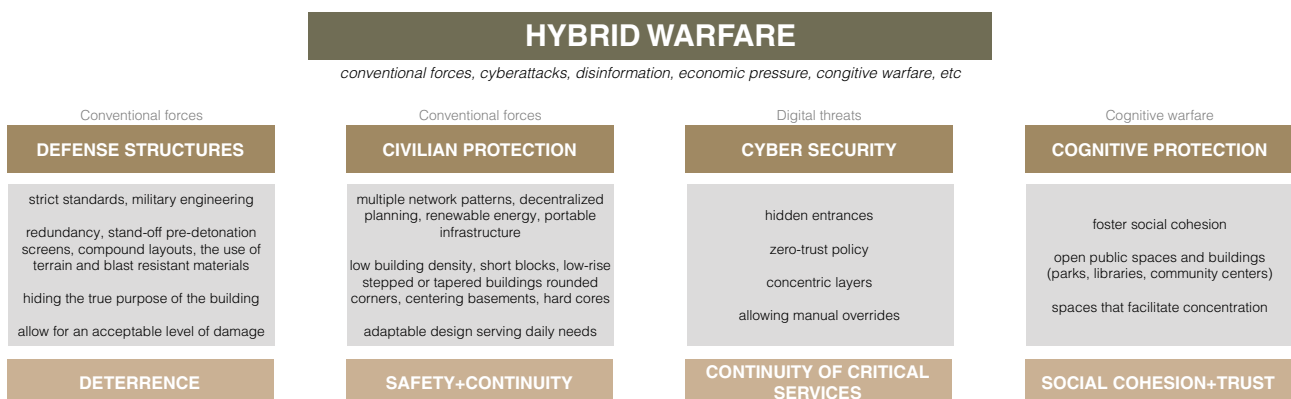 HYBRID WARFARE
conventional forces, cyberattacks, disinformation, economic pressure, congitive warfare, etc
Conventional forces
DEFENSE STRUCTURES
strict standards, military engineering
redundancy, stand-off pre-detonation
screens, compound layouts, the use of
terrain and blast resistant materials
hiding the true purpose of the building
allow for an acceptable level of damage
DETERRENCE
Conventional forces
CIVILIAN PROTECTION
multiple network patterns, decentralized
planning, renewable energy, portable
infrastructure
low building density, short blocks, low-rise
stepped or tapered buildings rounded
corners, centering basements, hard cores
adaptable design serving daily needs
SAFETY+CONTINUITY
Digital threats
CYBER SECURITY
hidden entrances
zero-trust policy
concentric layers
allowing manual overrides
CONTINUITY OF CRITICAL
SERVICES
Cognitive warfare
COGNITIVE PROTECTION
foster social cohesion
open public spaces and buildings
(parks, libraries, community centers)
spaces that facilitate concentration
SOCIAL COHESION+TRUST